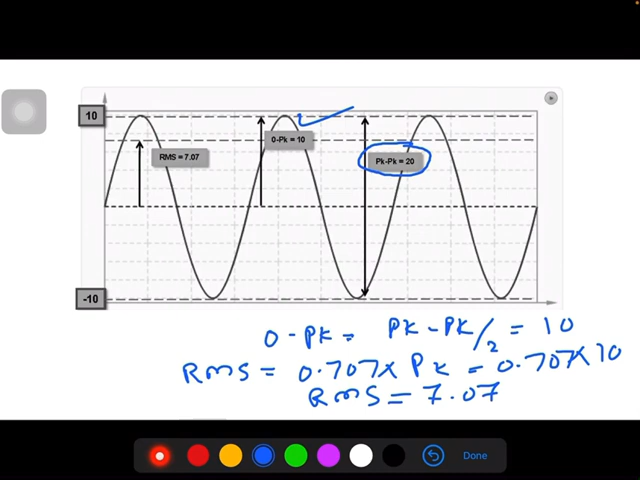 10
0-Pk = 10
RMS = 7.07
Pk-Pk = 20
-10
0 - PK = PK - PK/2 = 10
RMS = 0.707 x PK = 0.707 x 10
RMS = 7.07
Done